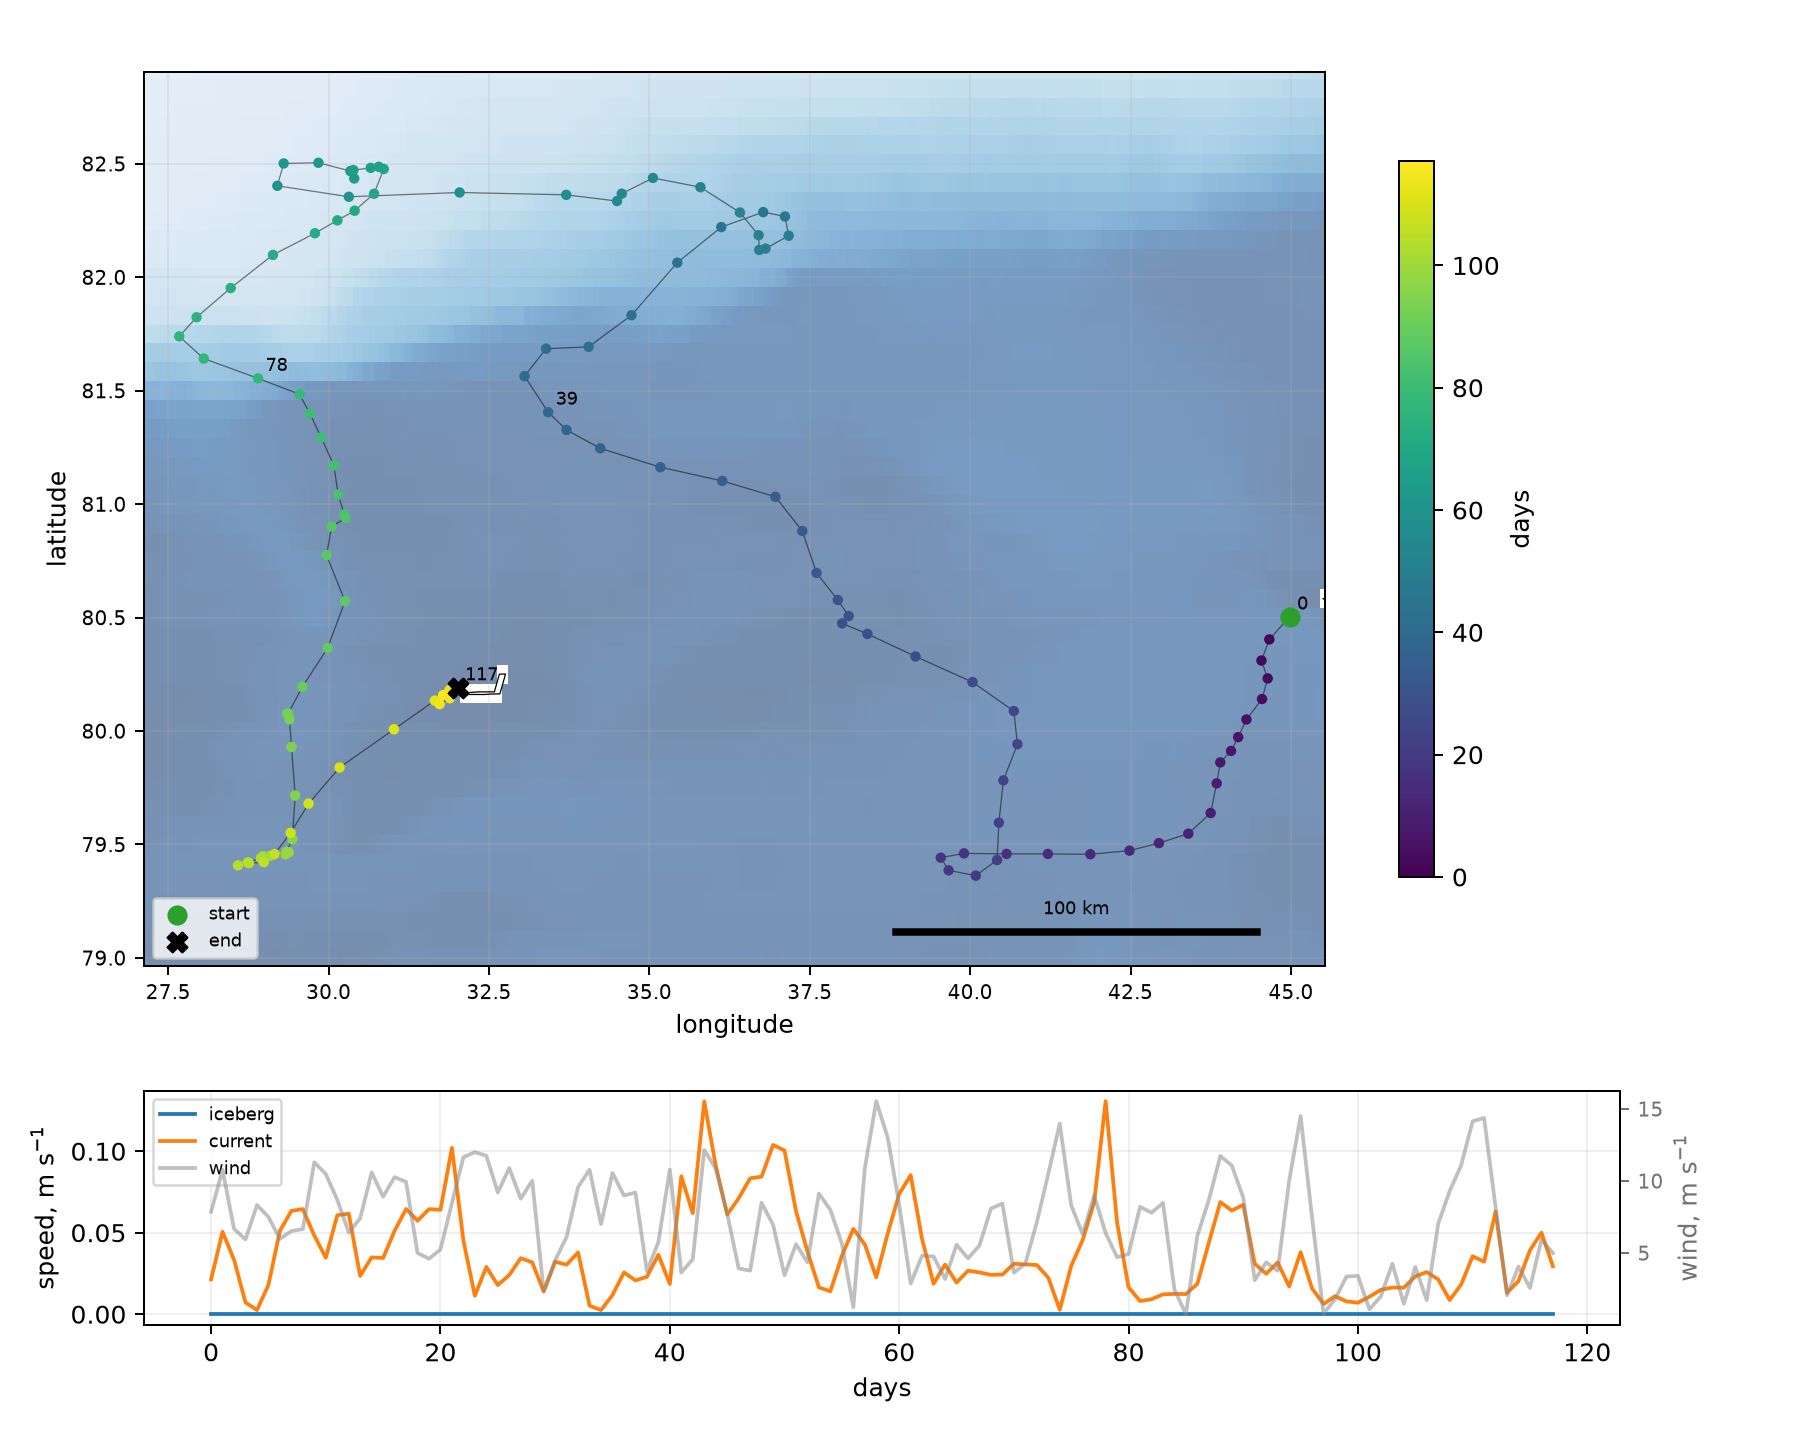 82.5
82.0
81.5
81.0
80.5
80.0
79.5
79.0
latitude
78
39
0
117
100 km
start
end
27.5 30.0 32.5 35.0 37.5 40.0 42.5 45.0
longitude
100
80
60
40
20
0
days
iceberg
current
wind
0.10
0.05
0.00
speed, m s⁻¹
15
10
5
wind, m s⁻¹
0 20 40 60 80 100 120
days